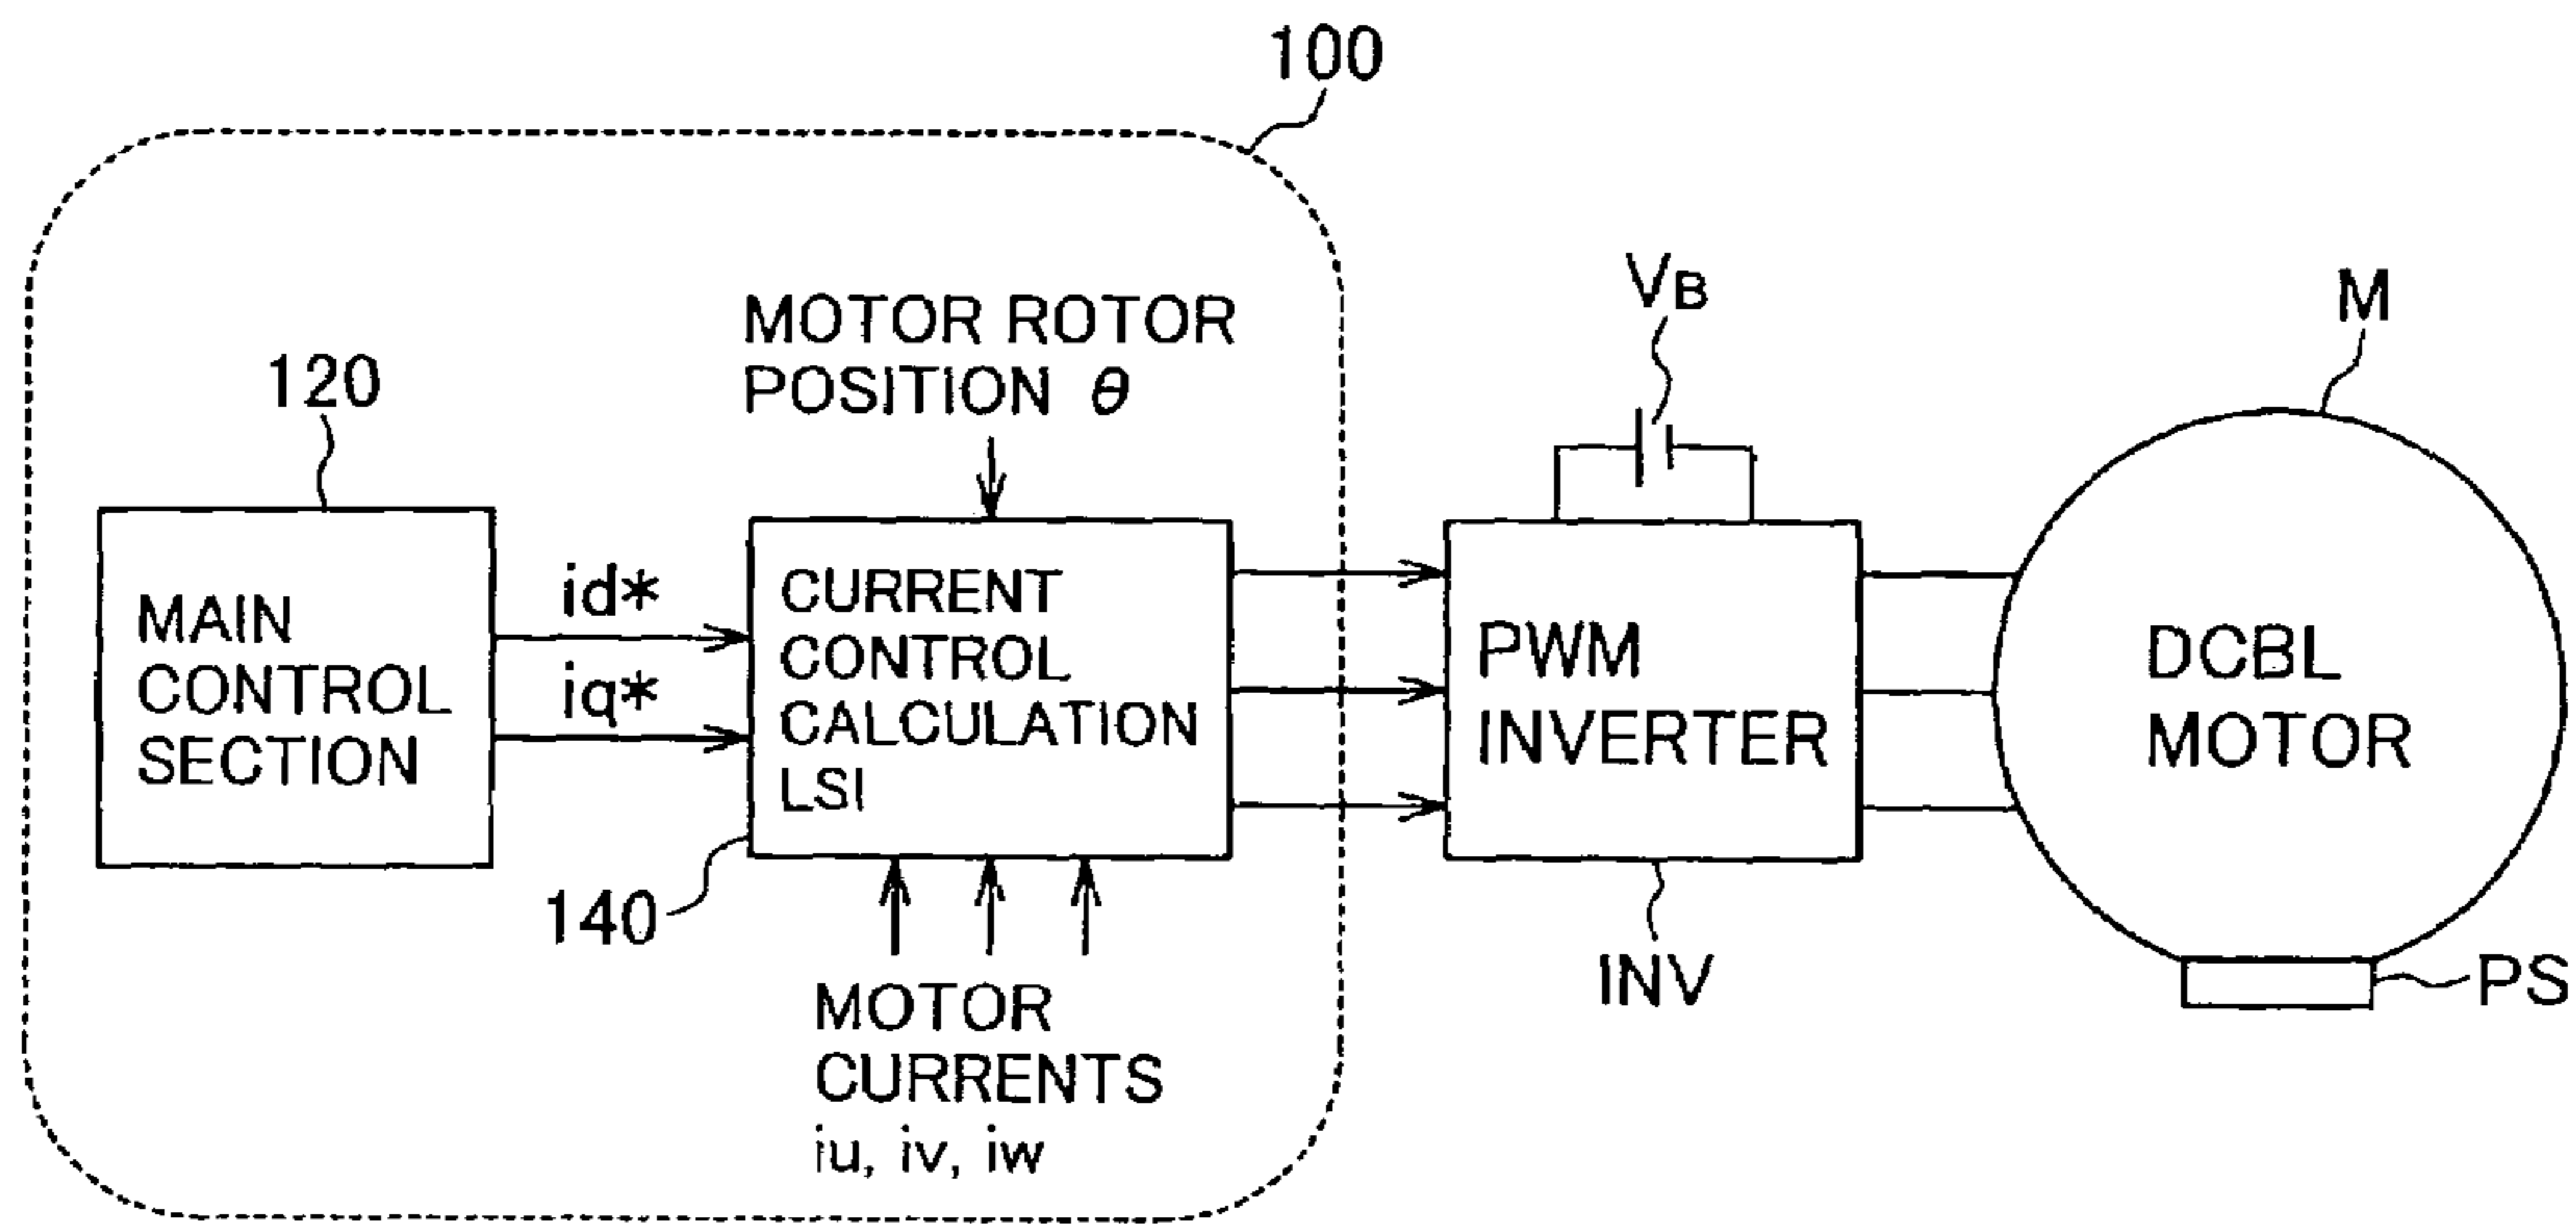 100
VB
M
MOTOR ROTOR
POSITION θ
120
MAIN
CONTROL
SECTION
id*
iq*
CURRENT
CONTROL
CALCULATION
LSI
PWM
INVERTER
DCBL
MOTOR
140
MOTOR
CURRENTS
iu, iv, iw
INV
PS